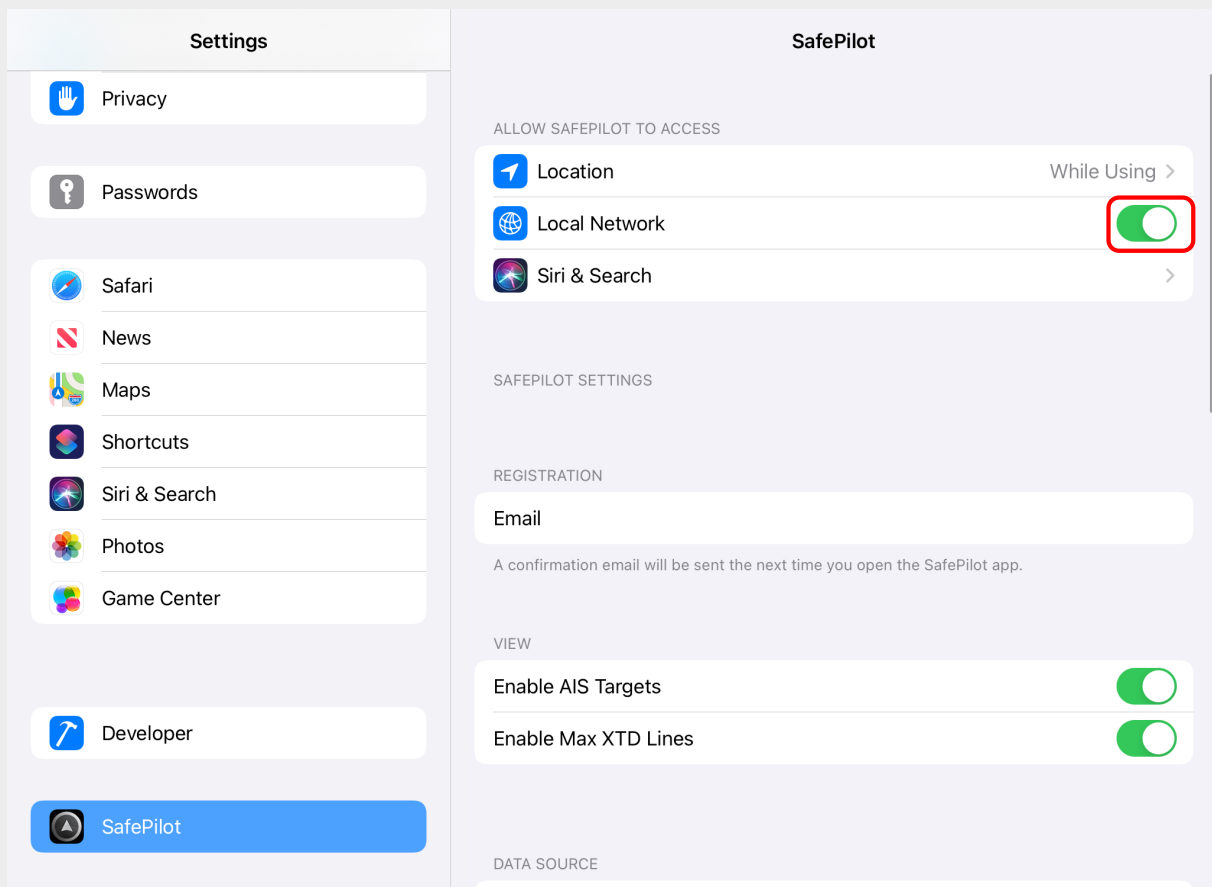 Settings
Privacy
Passwords
Safari
News
Maps
Shortcuts
Siri & Search
Photos
Game Center
Developer
SafePilot
SafePilot
ALLOW SAFEPILOT TO ACCESS
Location While Using
Local Network
Siri & Search
SAFEPILOT SETTINGS
REGISTRATION
Email
A confirmation email will be sent the next time you open the SafePilot app.
VIEW
Enable AIS Targets
Enable Max XTD Lines
DATA SOURCE